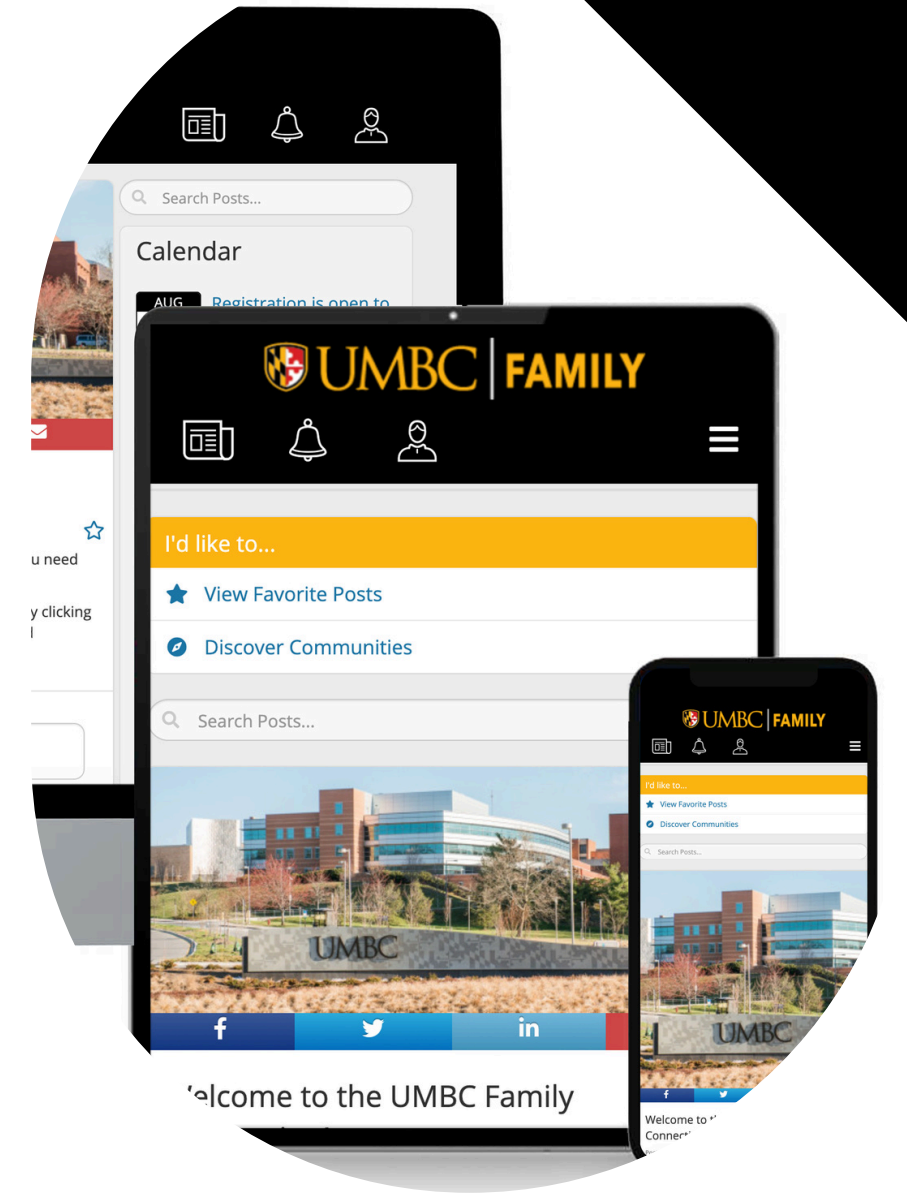 Search Posts...
Calendar
AUG
Registration is open to
u need
y clicking
UMBC FAMILY
I'd like to...
View Favorite Posts
Discover Communities
Search Posts...
UMBC
f
in
elcome to the UMBC Family
UMBC FAMILY
I'd like to...
View Favorite Posts
Discover Communities
Search Posts...
UMBC
f
Welcome to t
Connect